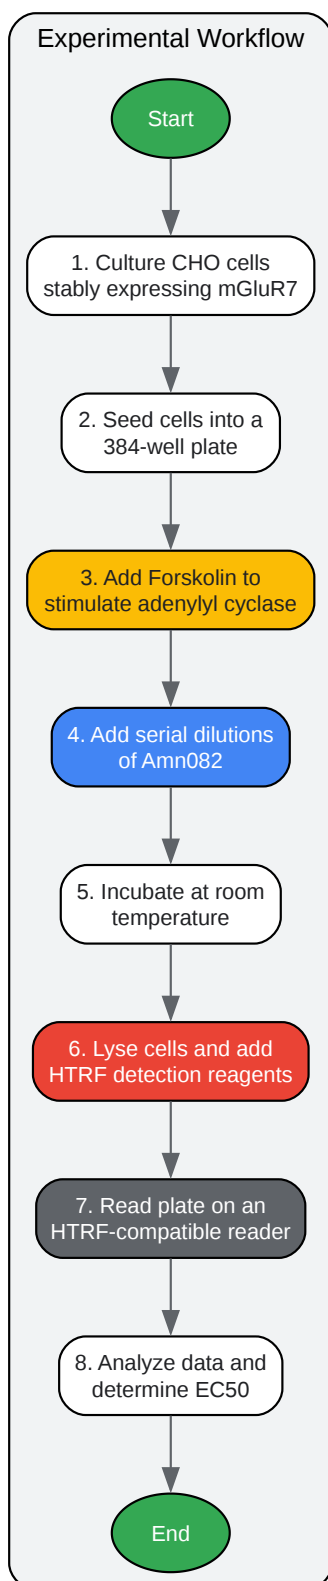 Experimental Workflow
Start
1. Culture CHO cells
stably expressing mGluR7
2. Seed cells into a
384-well plate
3. Add Forskolin to
stimulate adenylyl cyclase
4. Add serial dilutions
of Amn082
5. Incubate at room
temperature
6. Lyse cells and add
HTRF detection reagents
7. Read plate on an
HTRF-compatible reader
8. Analyze data and
determine EC50
End